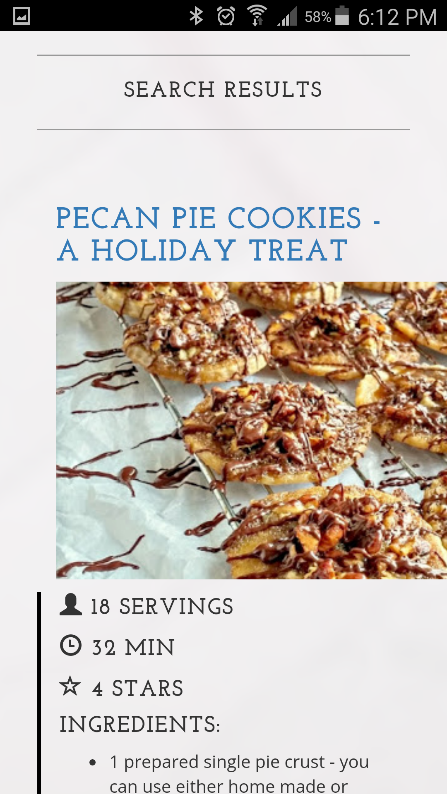 58% 6:12 PM
SEARCH RESULTS
PECAN PIE COOKIES -
A HOLIDAY TREAT
18 SERVINGS
32 MIN
4 STARS
INGREDIENTS:
• 1 prepared single pie crust - you
can use either home made or